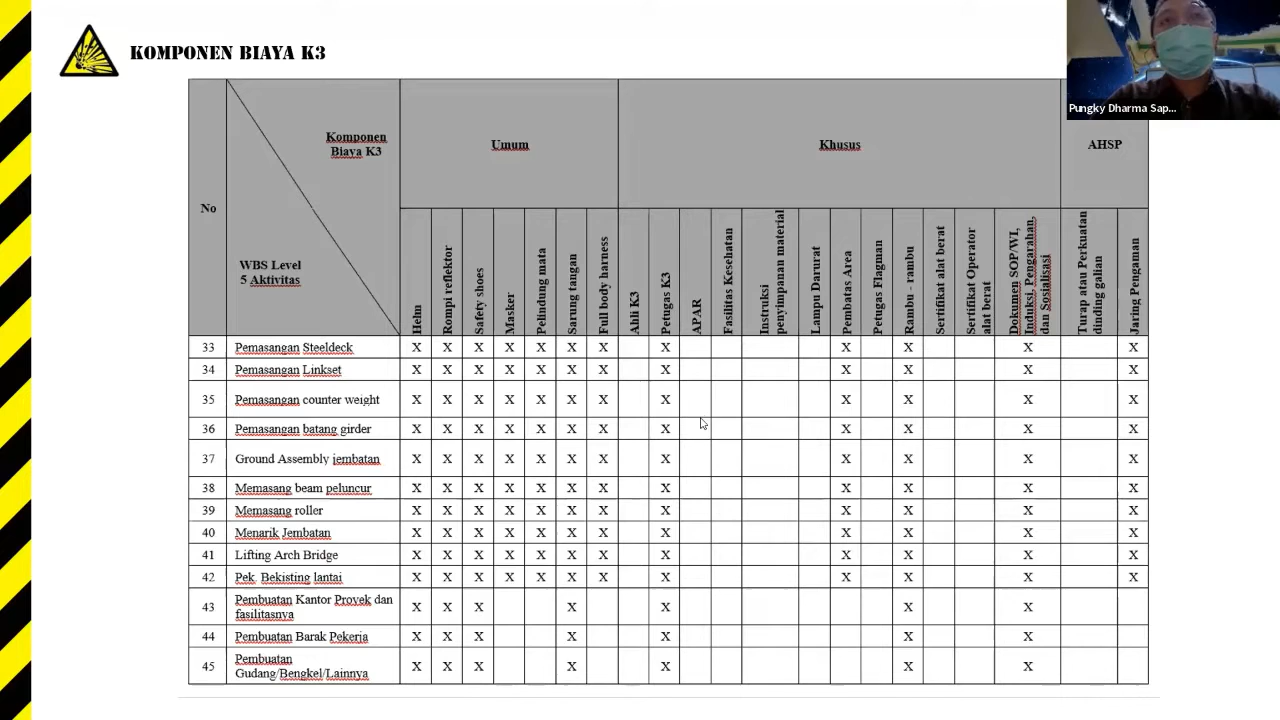 KOMPONEN BIAYA K3
Pungky Dharma Sap...
No
Komponen
Biaya K3
WBS Level
5 Aktivitas
Umum
Khusus
AHSP
Helm
Rompi reflektor
Safety shoes
Masker
Pelindung mata
Sarung tangan
Full body harness
Ahli K3
Petugas K3
APAR
Fasilitas Kesehatan
Instruksi
penyimpanan material
Lampu Darurat
Pembatas Area
Petugas Flagman
Rambu - rambu
Sertifikat alat berat
Sertifikat Operator
alat berat
Dokumen SOP/WI,
Induksi, Pengarahan,
dan Sosialisasi
Turap atau Perkuatan
dinding galian
Jaring Pengaman
33 Pemasangan Steeldeck X X X X X X X X X X X X
34 Pemasangan Linkset X X X X X X X X X X X X
35 Pemasangan counter weight X X X X X X X X X X X X
36 Pemasangan batang girder X X X X X X X X X X X X
37 Ground Assembly jembatan X X X X X X X X X X X X
38 Memasang beam peluncur X X X X X X X X X X X X
39 Memasang roller X X X X X X X X X X X X
40 Menarik Jembatan X X X X X X X X X X X X
41 Lifting Arch Bridge X X X X X X X X X X X X
42 Pek. Bekisting lantai X X X X X X X X X X X X
43 Pembuatan Kantor Proyek dan
fasilitasnya X X X X X X X
44 Pembuatan Barak Pekerja X X X X X X X
45 Pembuatan
Gudang/Bengkel/Lainnya X X X X X X X